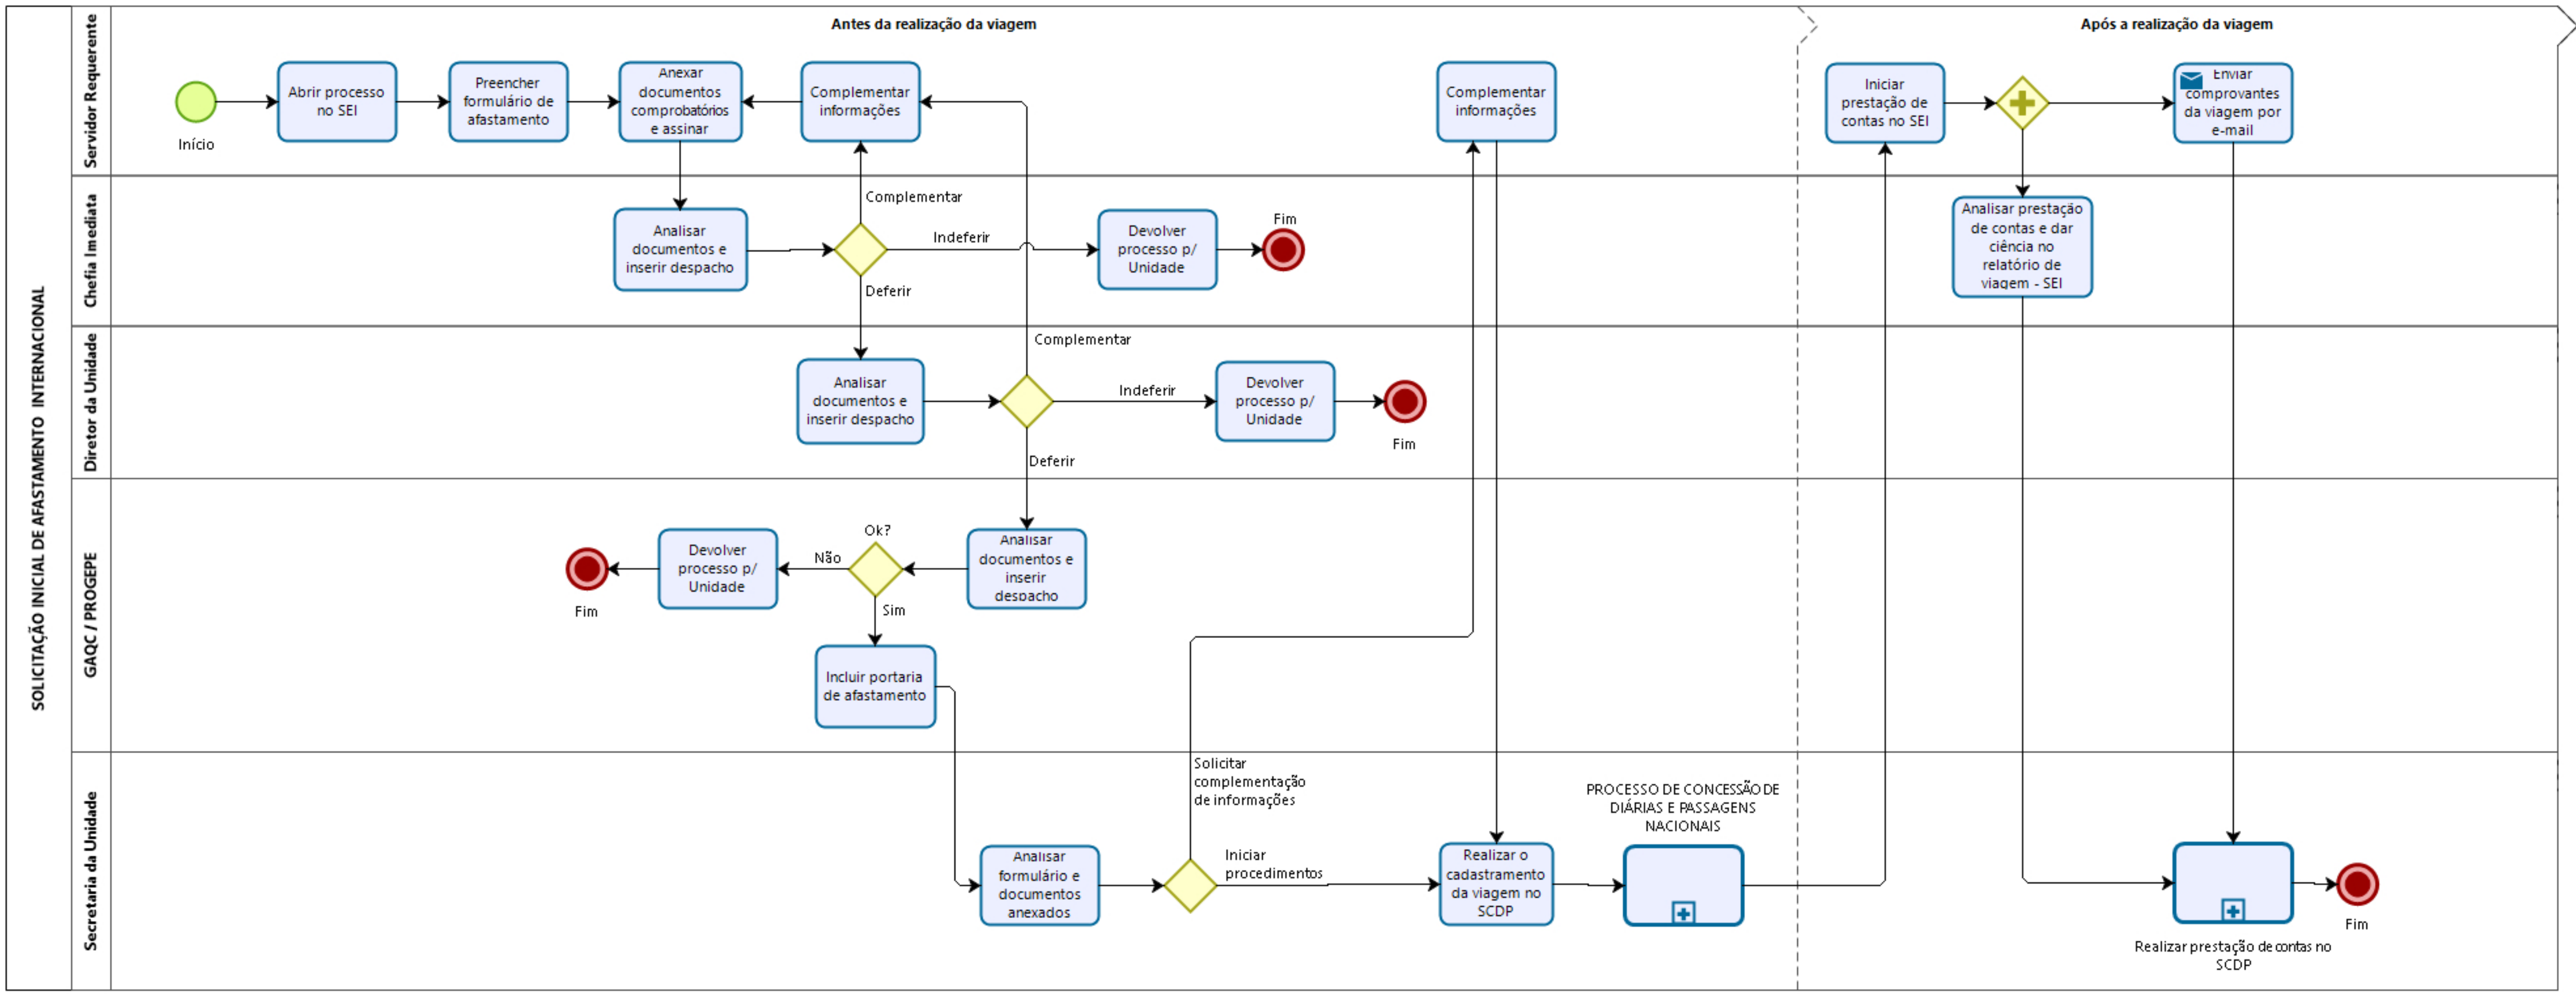 SOLICITAÇÃO INICIAL DE AFASTAMENTO  INTERNACIONAL
Antes da realização da viagem
Após a realização da viagem
Servidor Requerente
Início
Abrir processo
no SEI
Preencher
formulário de
afastamento
Anexar
documentos
comprobatórios
e assinar
Complementar
informações
Complementar
informações
Iniciar
prestação de
contas no SEI
Enviar
comprovantes
da viagem por
e-mail
Chefia Imediata
Analisar
documentos e
inserir despacho
Complementar
Indeferir
Deferir
Devolver
processo p/
Unidade
Fim
Analisar prestação
de contas e dar
ciência no
relatório de
viagem - SEI
Diretor da Unidade
Analisar
documentos e
inserir despacho
Complementar
Indeferir
Deferir
Devolver
processo p/
Unidade
Fim
GAQC / PROGEPE
Fim
Devolver
processo p/
Unidade
Não
Ok?
Sim
Analisar
documentos e
inserir
despacho
Incluir portaria
de afastamento
Secretaria da Unidade
Analisar
formulário e
documentos
anexados
Solicitar
complementação
de informações
Iniciar
procedimentos
Realizar o
cadastramento
da viagem no
SCDP
PROCESSO DE CONCESSÃO DE
DIÁRIAS E PASSAGENS
NACIONAIS
Realizar prestação de contas no
SCDP
Fim